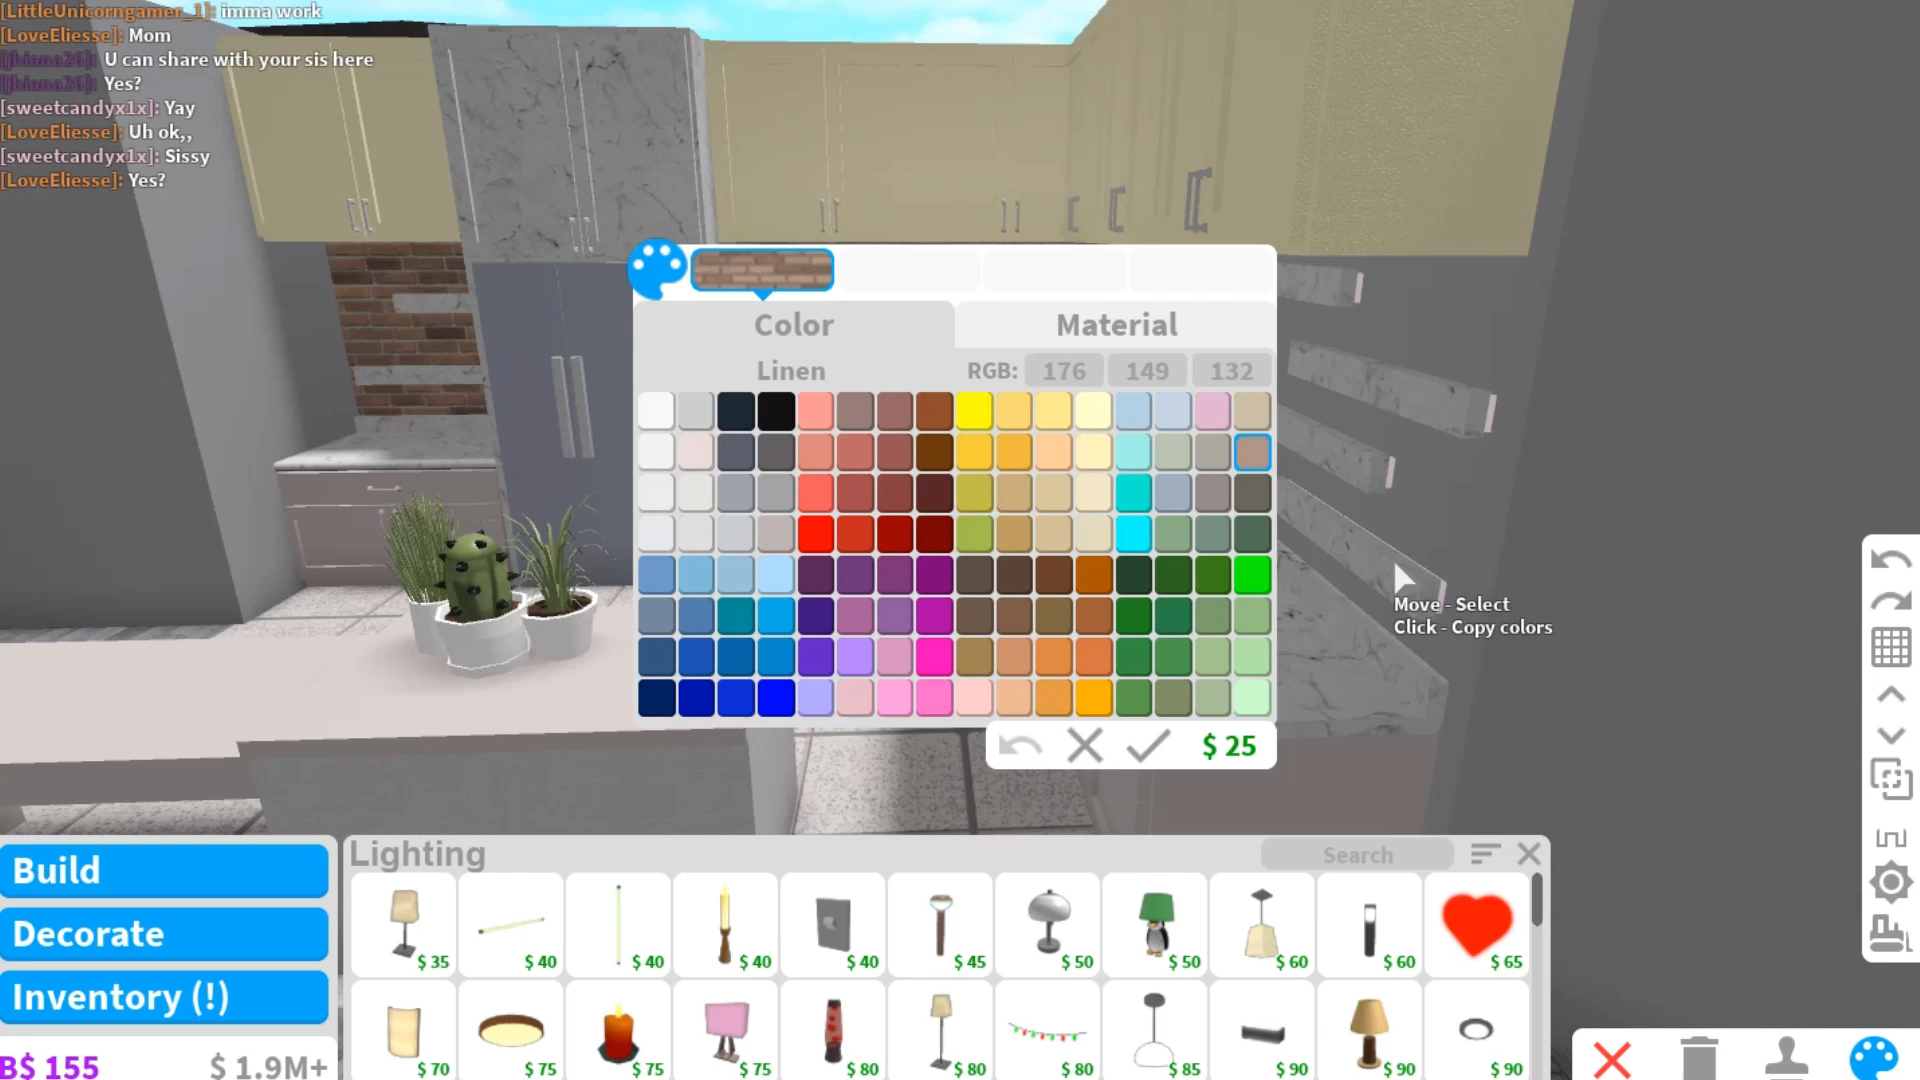 [LittleUnicorngamer_1]: imma work
[LoveEliesse]: Mom
[jhiana26]: U can share with your sis here
[jhiana26]: Yes?
[sweetcandyx1x]: Yay
[LoveEliesse]: Uh ok,,
[sweetcandyx1x]: Sissy
[LoveEliesse]: Yes?
Color
Material
Linen
RGB: 176 149 132
Move - Select
Click - Copy colors
$ 25
Build
Decorate
Inventory (!)
B$ 155
$ 1.9M+
Lighting
Search
$ 35
$ 40
$ 40
$ 40
$ 40
$ 45
$ 50
$ 50
$ 60
$ 60
$ 65
$ 70
$ 75
$ 75
$ 75
$ 80
$ 80
$ 80
$ 85
$ 90
$ 90
$ 90